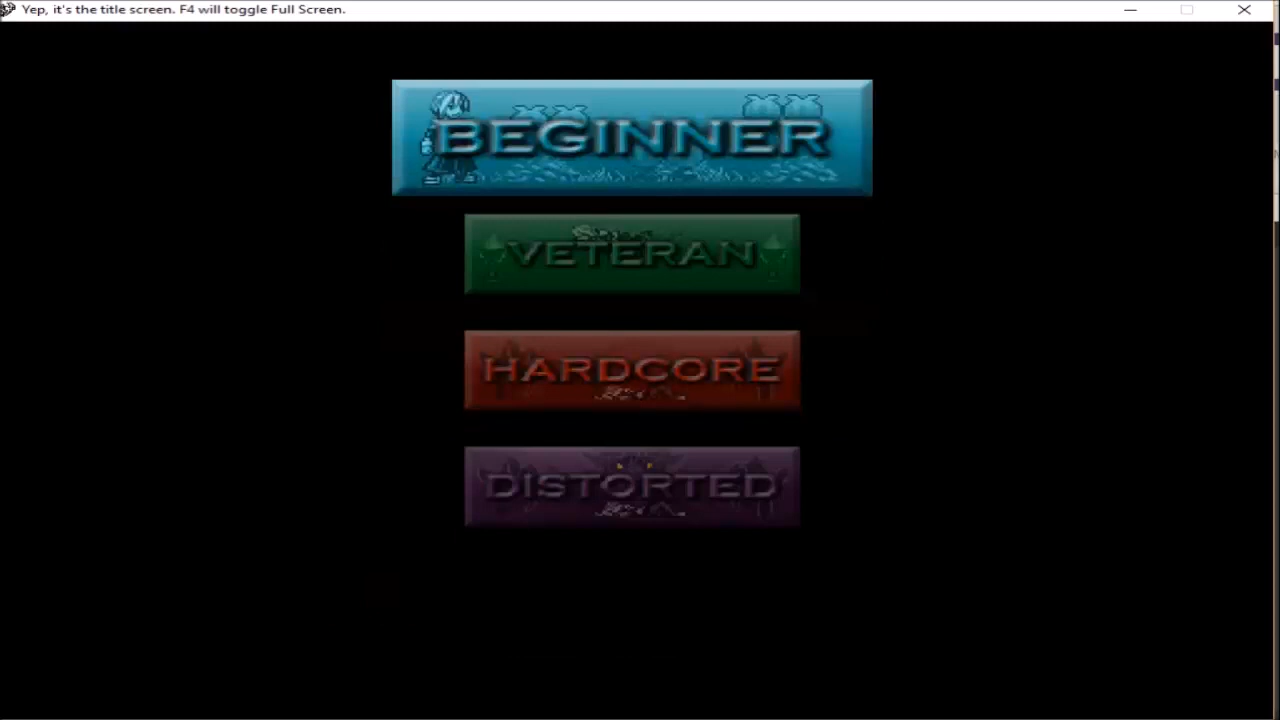 Yep, it's the title screen. F4 will toggle Full Screen.
BEGINNER
VETERAN
HARDCORE
DISTORTED